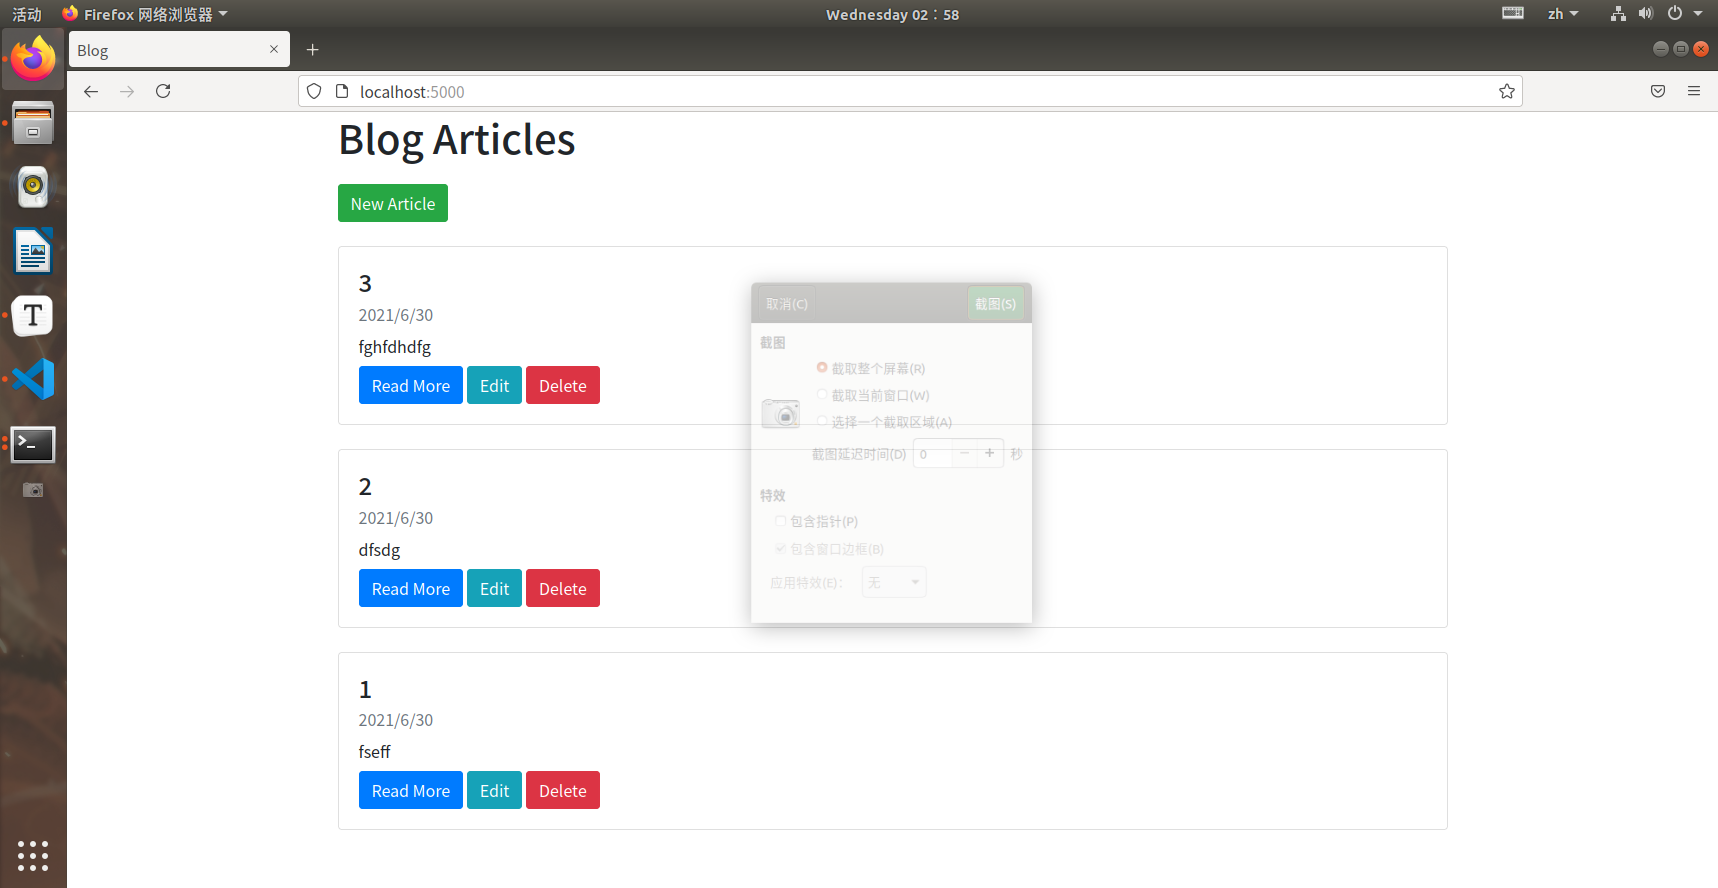 活动
Firefox 网络浏览器
Wednesday 02：58
zh
Blog
localhost:5000
Blog Articles
New Article
3
2021/6/30
fghfdhdfg
Read More
Edit
Delete
2
2021/6/30
dfsdg
Read More
Edit
Delete
1
2021/6/30
fseff
Read More
Edit
Delete
取消(C)
截图(S)
截图
截取整个屏幕(R)
截取当前窗口(W)
选择一个截取区域(A)
截图延迟时间(D) 0 − + 秒
特效
包含指针(P)
包含窗口边框(B)
应用特效(E)： 无
T
>_